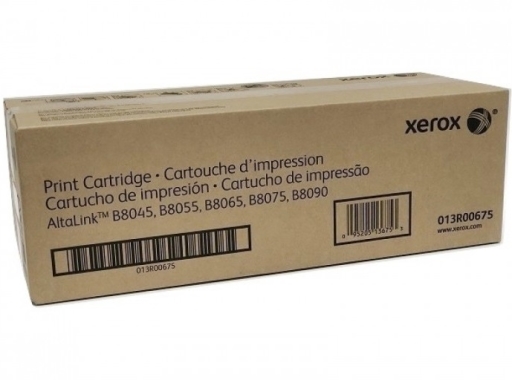 xerox
Print Cartridge • Cartouche d'impression
Cartucho de impresión • Cartucho de impressão
AltaLink™ B8045, B8055, B8065, B8075, B8090
013R00675
013R00675
www.xerox.com